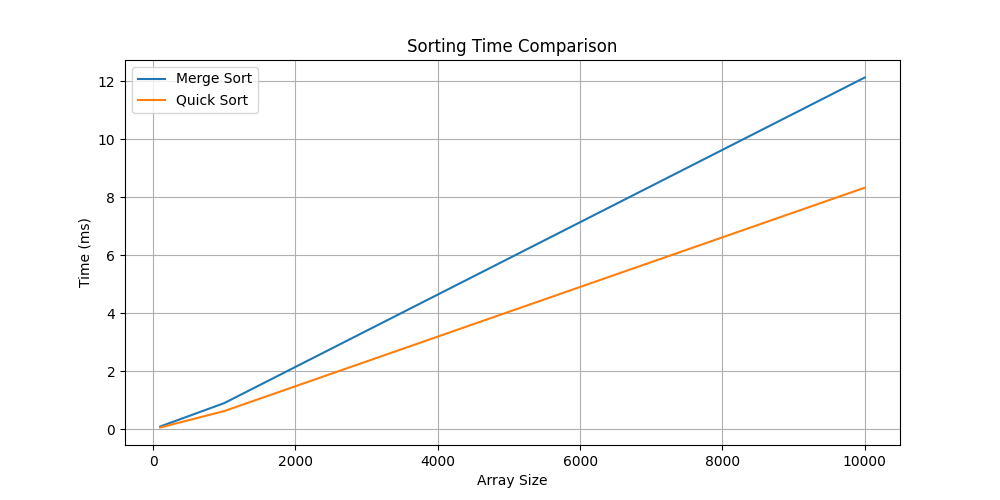 Sorting Time Comparison
Merge Sort
Quick Sort
12
10
8
6
4
2
0
Time (ms)
0 2000 4000 6000 8000 10000
Array Size